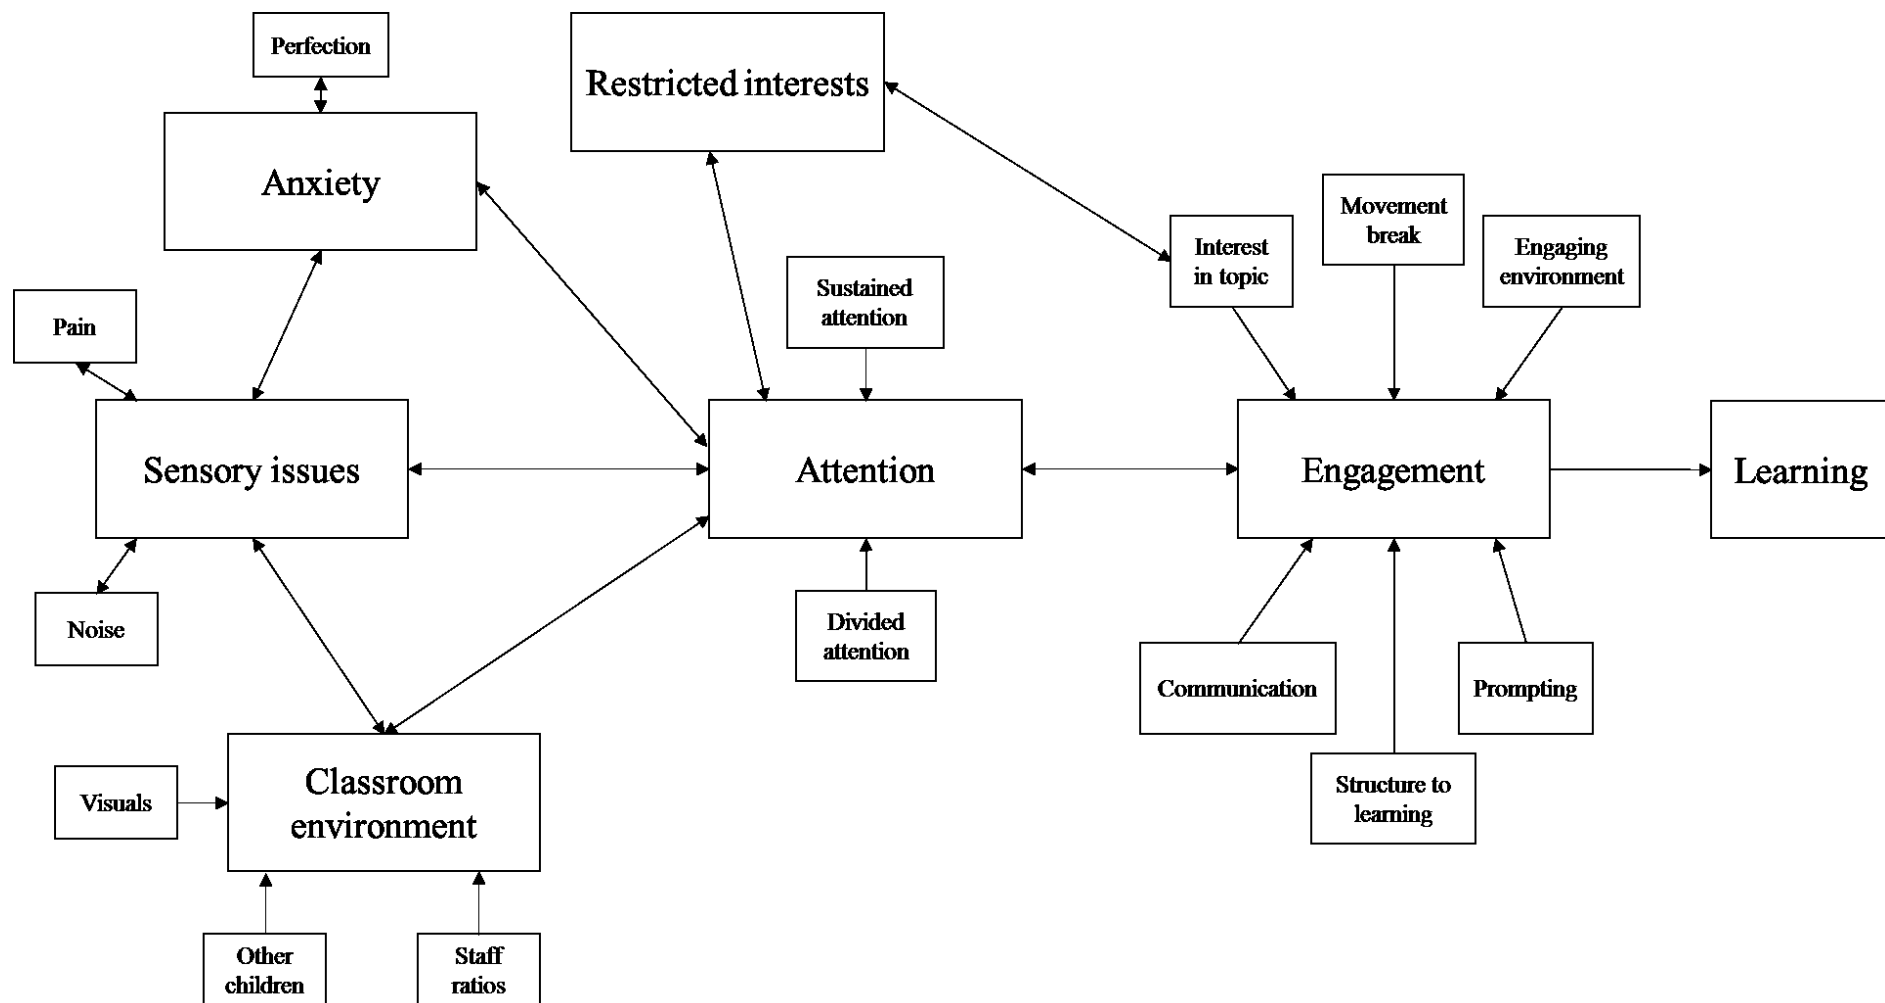 Perfection
Restricted interests
Anxiety
Movement
break
Interest
in topic
Engaging
environment
Sustained
attention
Pain
Sensory issues
Attention
Engagement
Learning
Noise
Divided
attention
Communication
Prompting
Structure to
learning
Classroom
environment
Visuals
Other
children
Staff
ratios